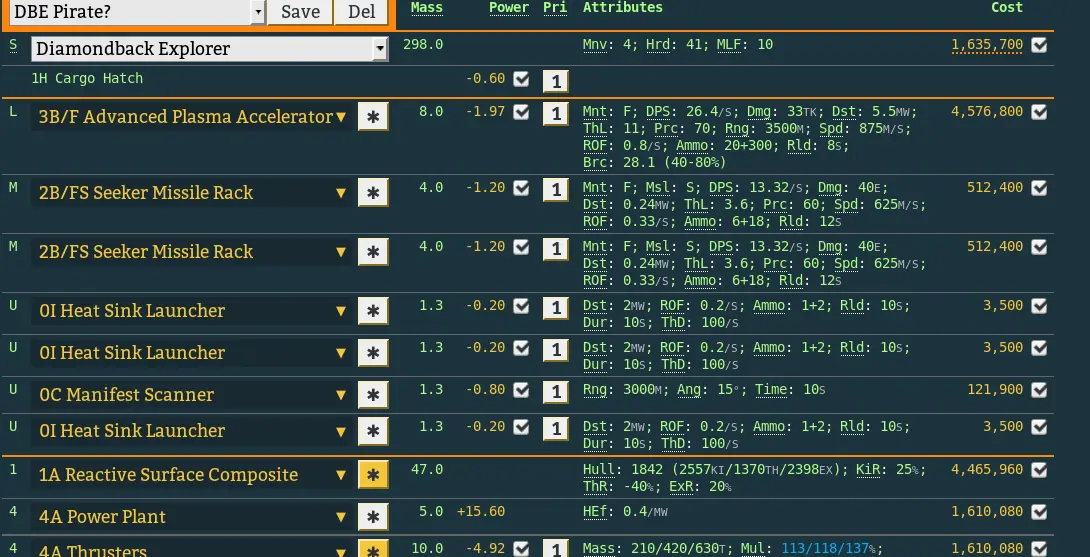 DBE Pirate? Save Del Mass Power Pri Attributes Cost
S Diamondback Explorer 298.0 Mnv: 4; Hrd: 41; MLF: 10 1,635,700
1H Cargo Hatch -0.60 1
L 3B/F Advanced Plasma Accelerator 8.0 -1.97 1 Mnt: F; DPS: 26.4/S; Dmg: 33TK; Dst: 5.5MW; 4,576,800
ThL: 11; Prc: 70; Rng: 3500M; Spd: 875M/S;
ROF: 0.8/S; Ammo: 20+300; Rld: 8S;
Brc: 28.1 (40-80%)
M 2B/FS Seeker Missile Rack 4.0 -1.20 1 Mnt: F; Msl: S; DPS: 13.32/S; Dmg: 40E; 512,400
Dst: 0.24MW; ThL: 3.6; Prc: 60; Spd: 625M/S;
ROF: 0.33/S; Ammo: 6+18; Rld: 12S
M 2B/FS Seeker Missile Rack 4.0 -1.20 1 Mnt: F; Msl: S; DPS: 13.32/S; Dmg: 40E; 512,400
Dst: 0.24MW; ThL: 3.6; Prc: 60; Spd: 625M/S;
ROF: 0.33/S; Ammo: 6+18; Rld: 12S
U 0I Heat Sink Launcher 1.3 -0.20 1 Dst: 2MW; ROF: 0.2/S; Ammo: 1+2; Rld: 10S; 3,500
Dur: 10S; ThD: 100/S
U 0I Heat Sink Launcher 1.3 -0.20 1 Dst: 2MW; ROF: 0.2/S; Ammo: 1+2; Rld: 10S; 3,500
Dur: 10S; ThD: 100/S
U 0C Manifest Scanner 1.3 -0.80 1 Rng: 3000M; Ang: 15°; Time: 10S 121,900
U 0I Heat Sink Launcher 1.3 -0.20 1 Dst: 2MW; ROF: 0.2/S; Ammo: 1+2; Rld: 10S; 3,500
Dur: 10S; ThD: 100/S
1 1A Reactive Surface Composite 47.0 Hull: 1842 (2557KI/1370TH/2398EX); KiR: 25%; 4,465,960
ThR: -40%; ExR: 20%
4 4A Power Plant 5.0 +15.60 HEf: 0.4/MW 1,610,080
4 4A Thrusters 10.0 -4.92 1 Mass: 210/420/630T; Mul: 113/118/137%; 1,610,080